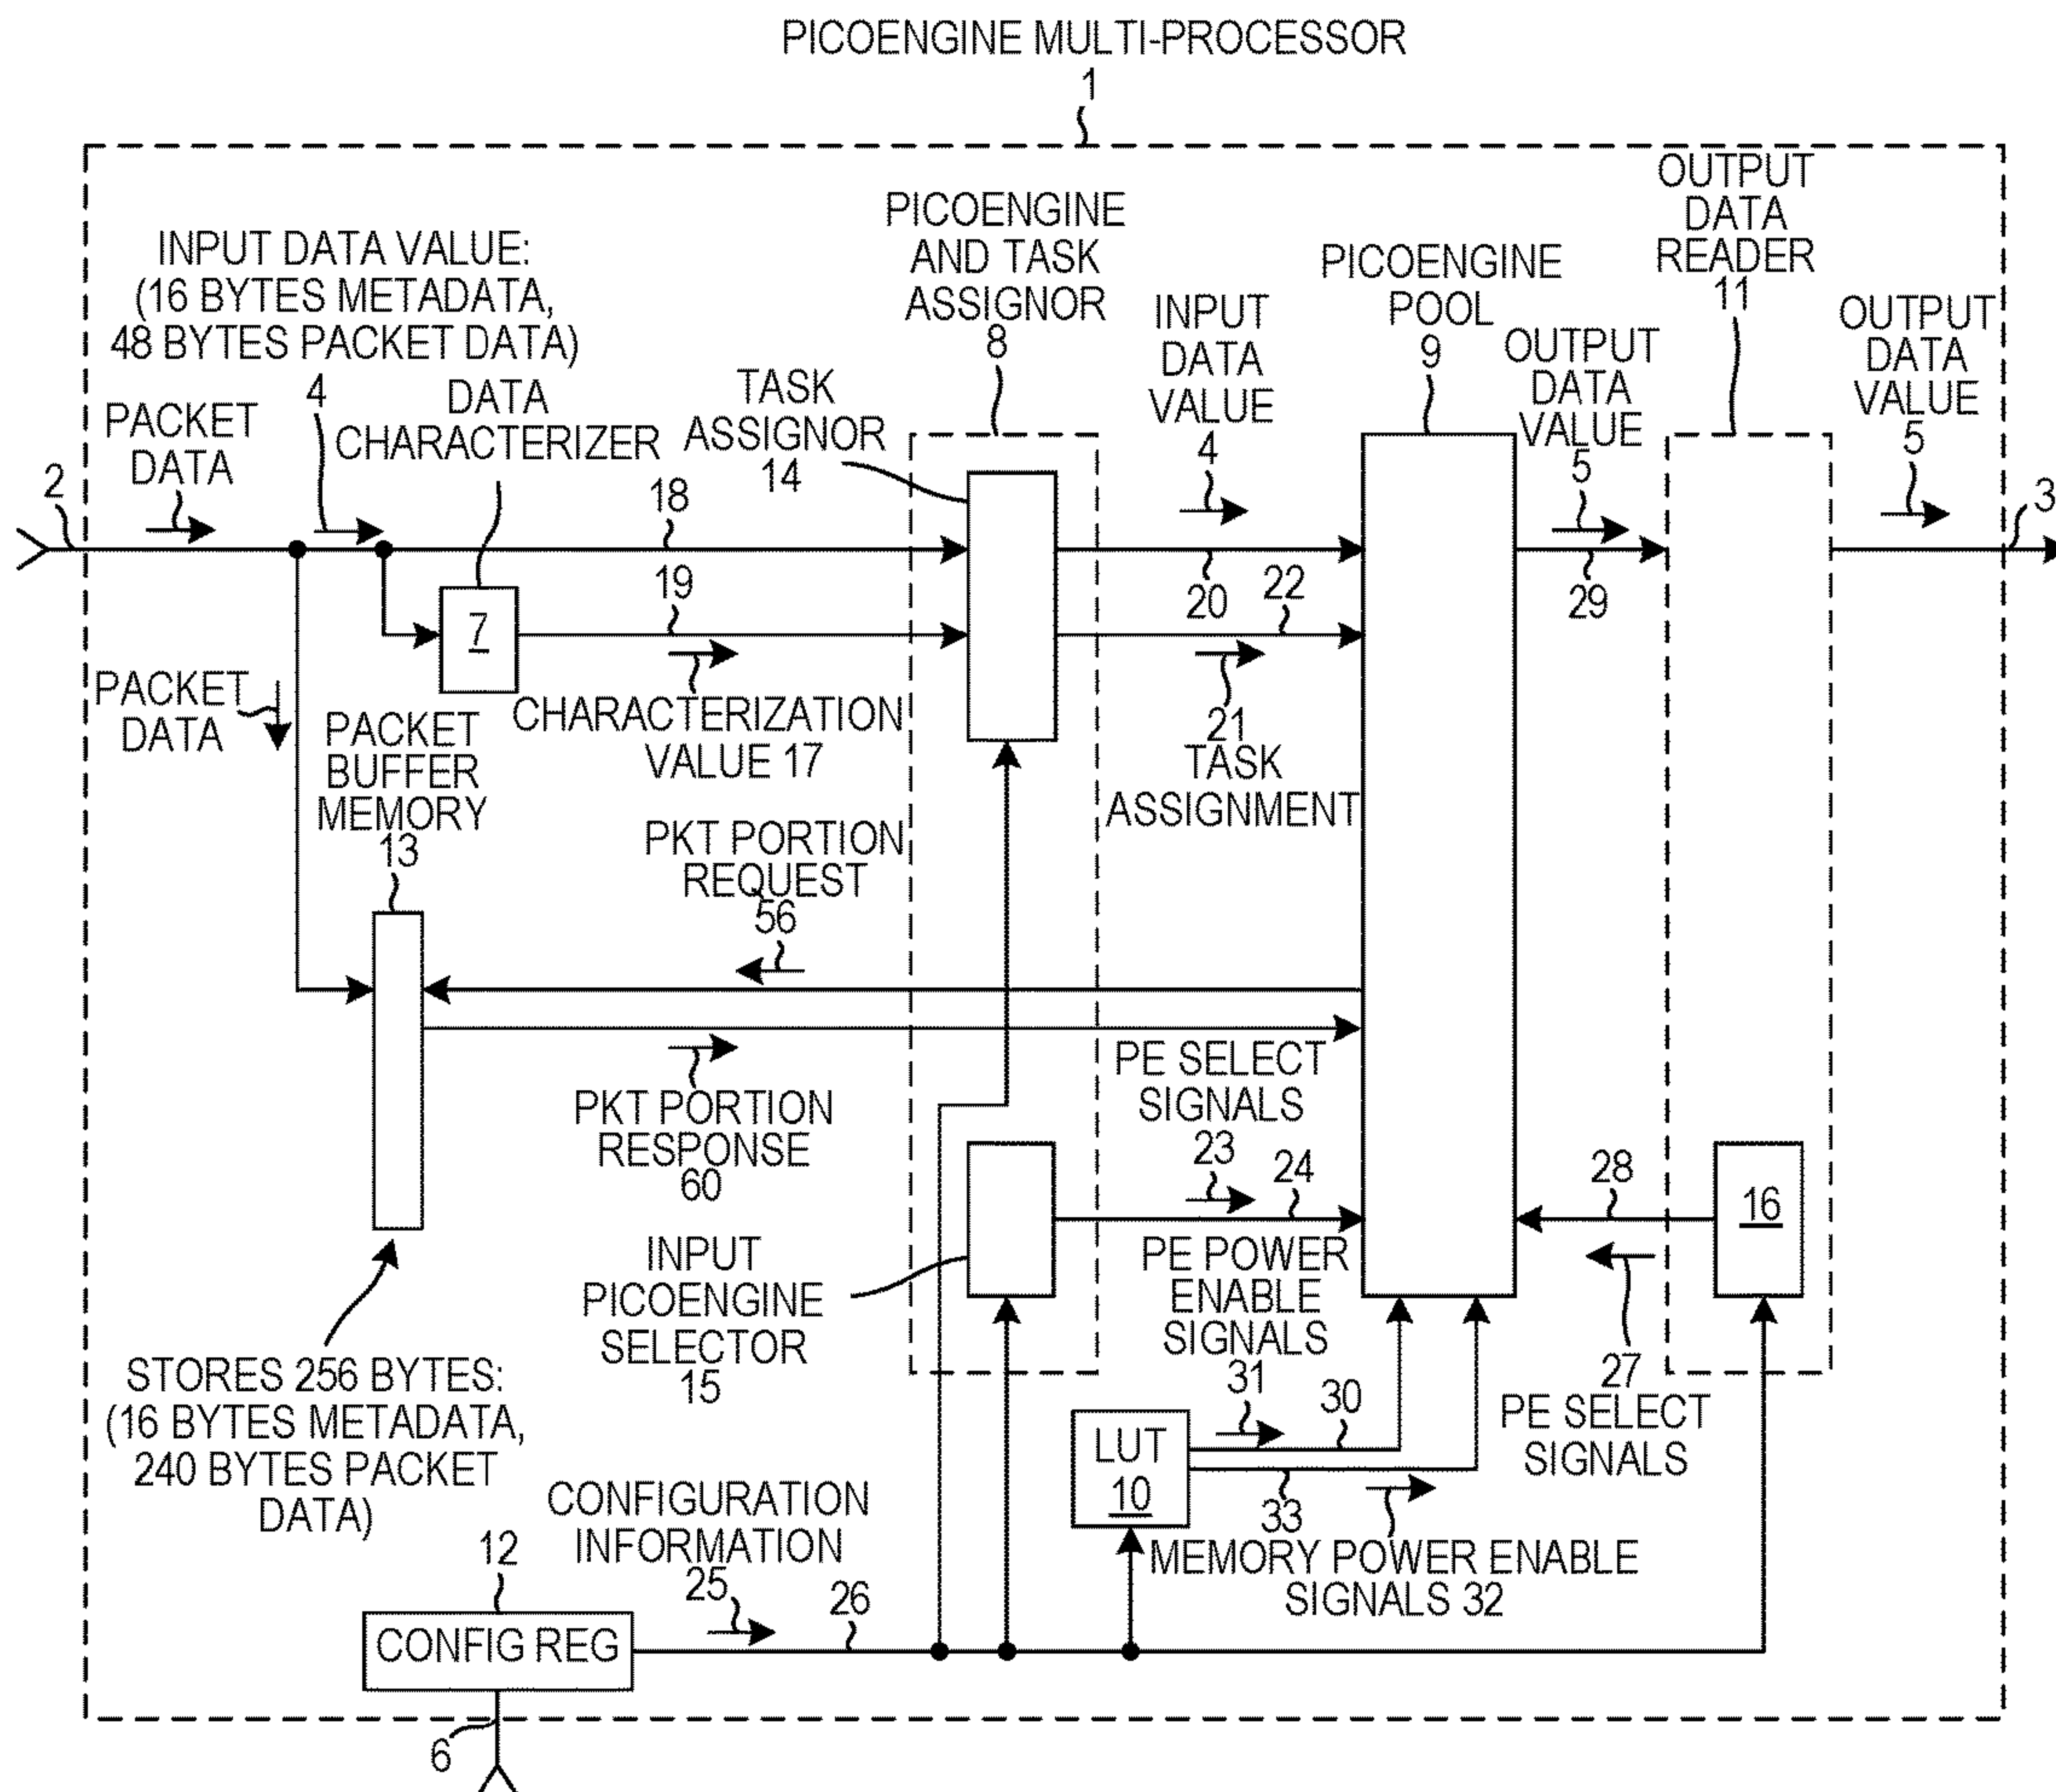 PICOENGINE MULTI-PROCESSOR
1
OUTPUT
DATA
READER
11
PICOENGINE
AND TASK
ASSIGNOR
8
INPUT DATA VALUE:
(16 BYTES METADATA,
48 BYTES PACKET DATA)
4
PICOENGINE
POOL
9
INPUT
DATA
VALUE
4
OUTPUT
DATA
VALUE
5
OUTPUT
DATA
VALUE
5
DATA
CHARACTERIZER
TASK
ASSIGNOR
14
PACKET
DATA
2
18
3
7
19
20
22
29
PACKET
DATA
CHARACTERIZATION
VALUE 17
21
TASK
ASSIGNMENT
PACKET
BUFFER
MEMORY
13
PKT PORTION
REQUEST
56
PKT PORTION
RESPONSE
60
PE SELECT
SIGNALS
23
24
28
16
INPUT
PICOENGINE
SELECTOR
15
PE POWER
ENABLE
SIGNALS
31
30
27
PE SELECT
SIGNALS
STORES 256 BYTES:
(16 BYTES METADATA,
240 BYTES PACKET
DATA)
LUT
10
33
MEMORY POWER ENABLE
SIGNALS 32
CONFIGURATION
INFORMATION
25
26
12
CONFIG REG
6